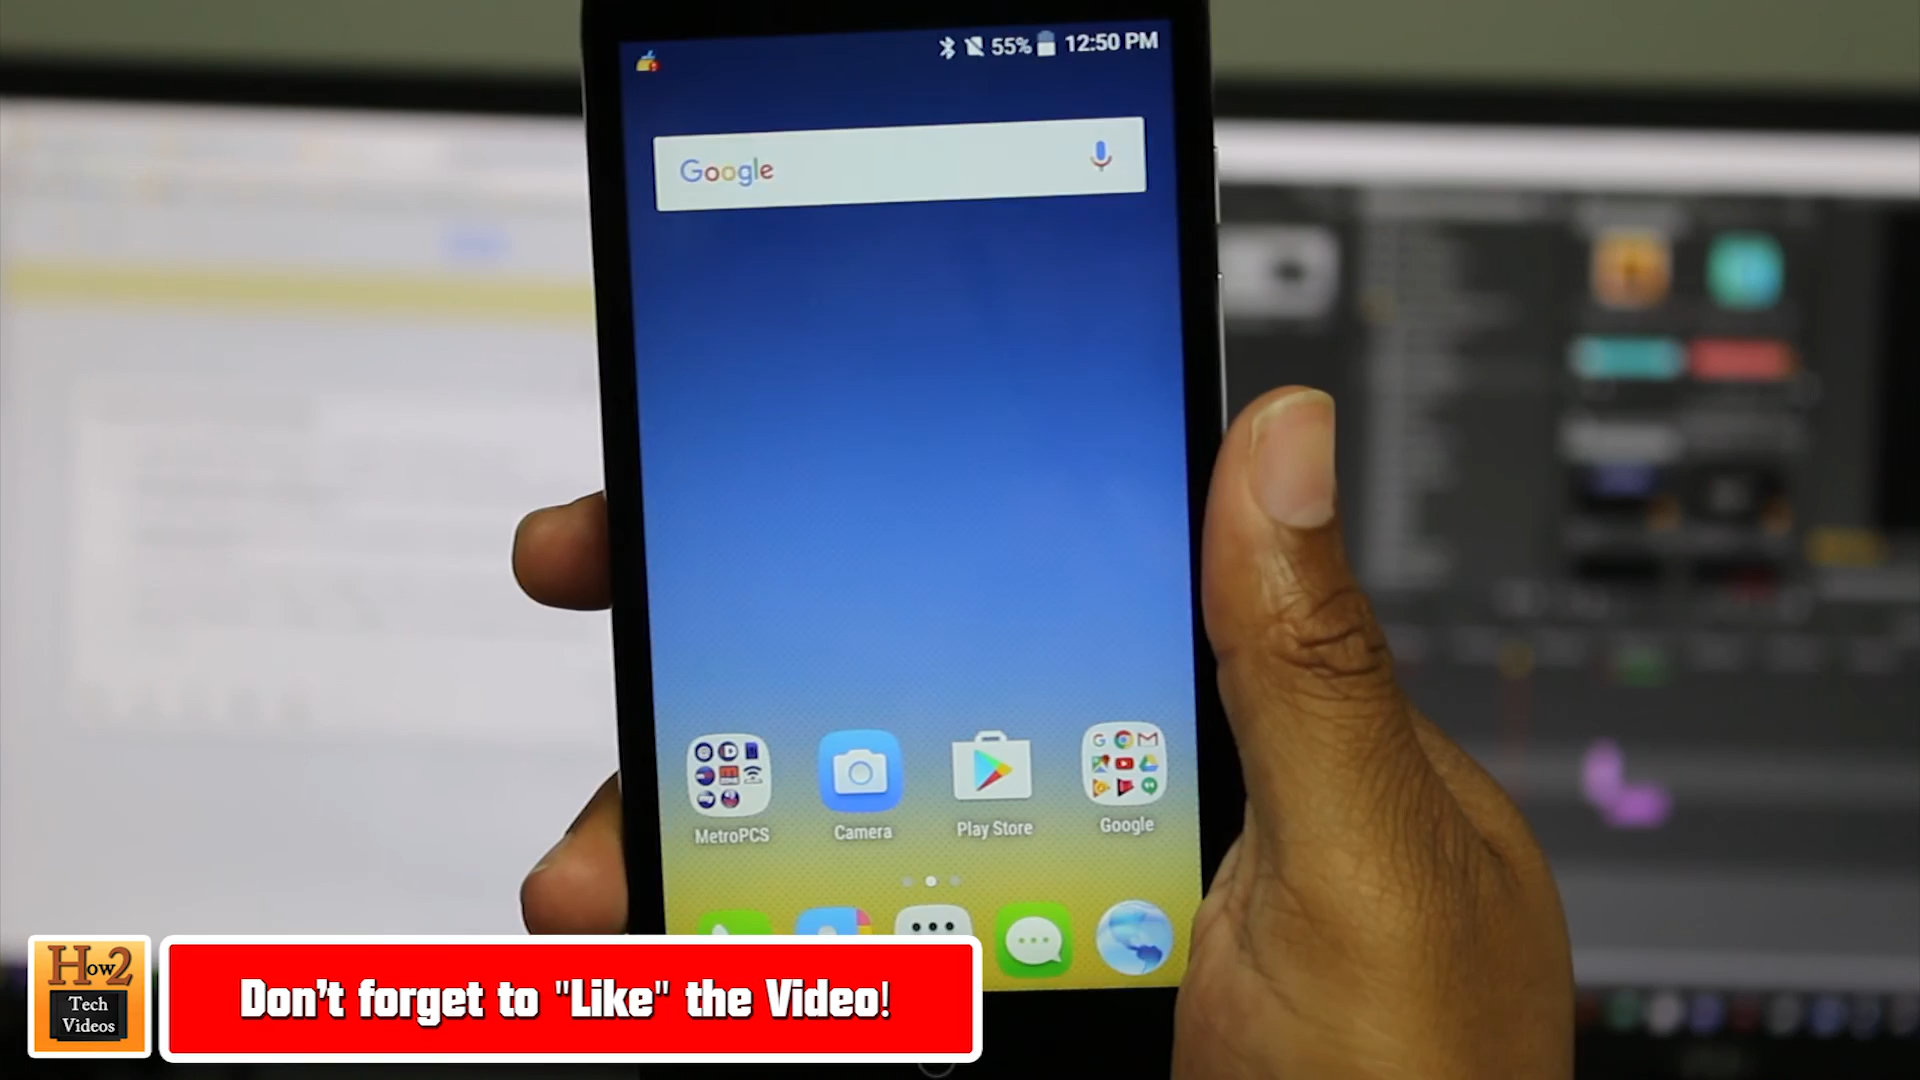 55% 12:50 PM
Google
MetroPCS Camera Play Store Google
How2
Tech
Videos
Don't forget to "Like" the Video!